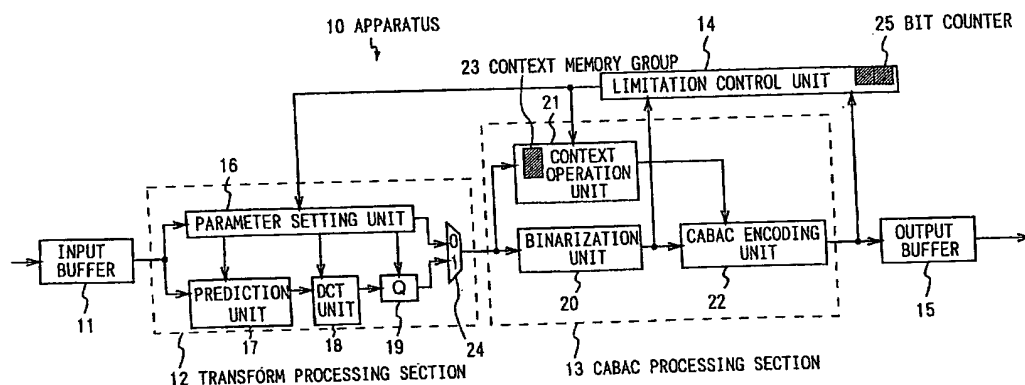 10 APPARATUS
14
25 BIT COUNTER
23 CONTEXT MEMORY GROUP
LIMITATION CONTROL UNIT
21
CONTEXT
OPERATION
UNIT
16
PARAMETER SETTING UNIT
0
1
INPUT
BUFFER
11
PREDICTION
UNIT
17
DCT
UNIT
18
Q
19
24
BINARIZATION
UNIT
20
CABAC ENCODING
UNIT
22
OUTPUT
BUFFER
15
12 TRANSFORM PROCESSING SECTION
13 CABAC PROCESSING SECTION